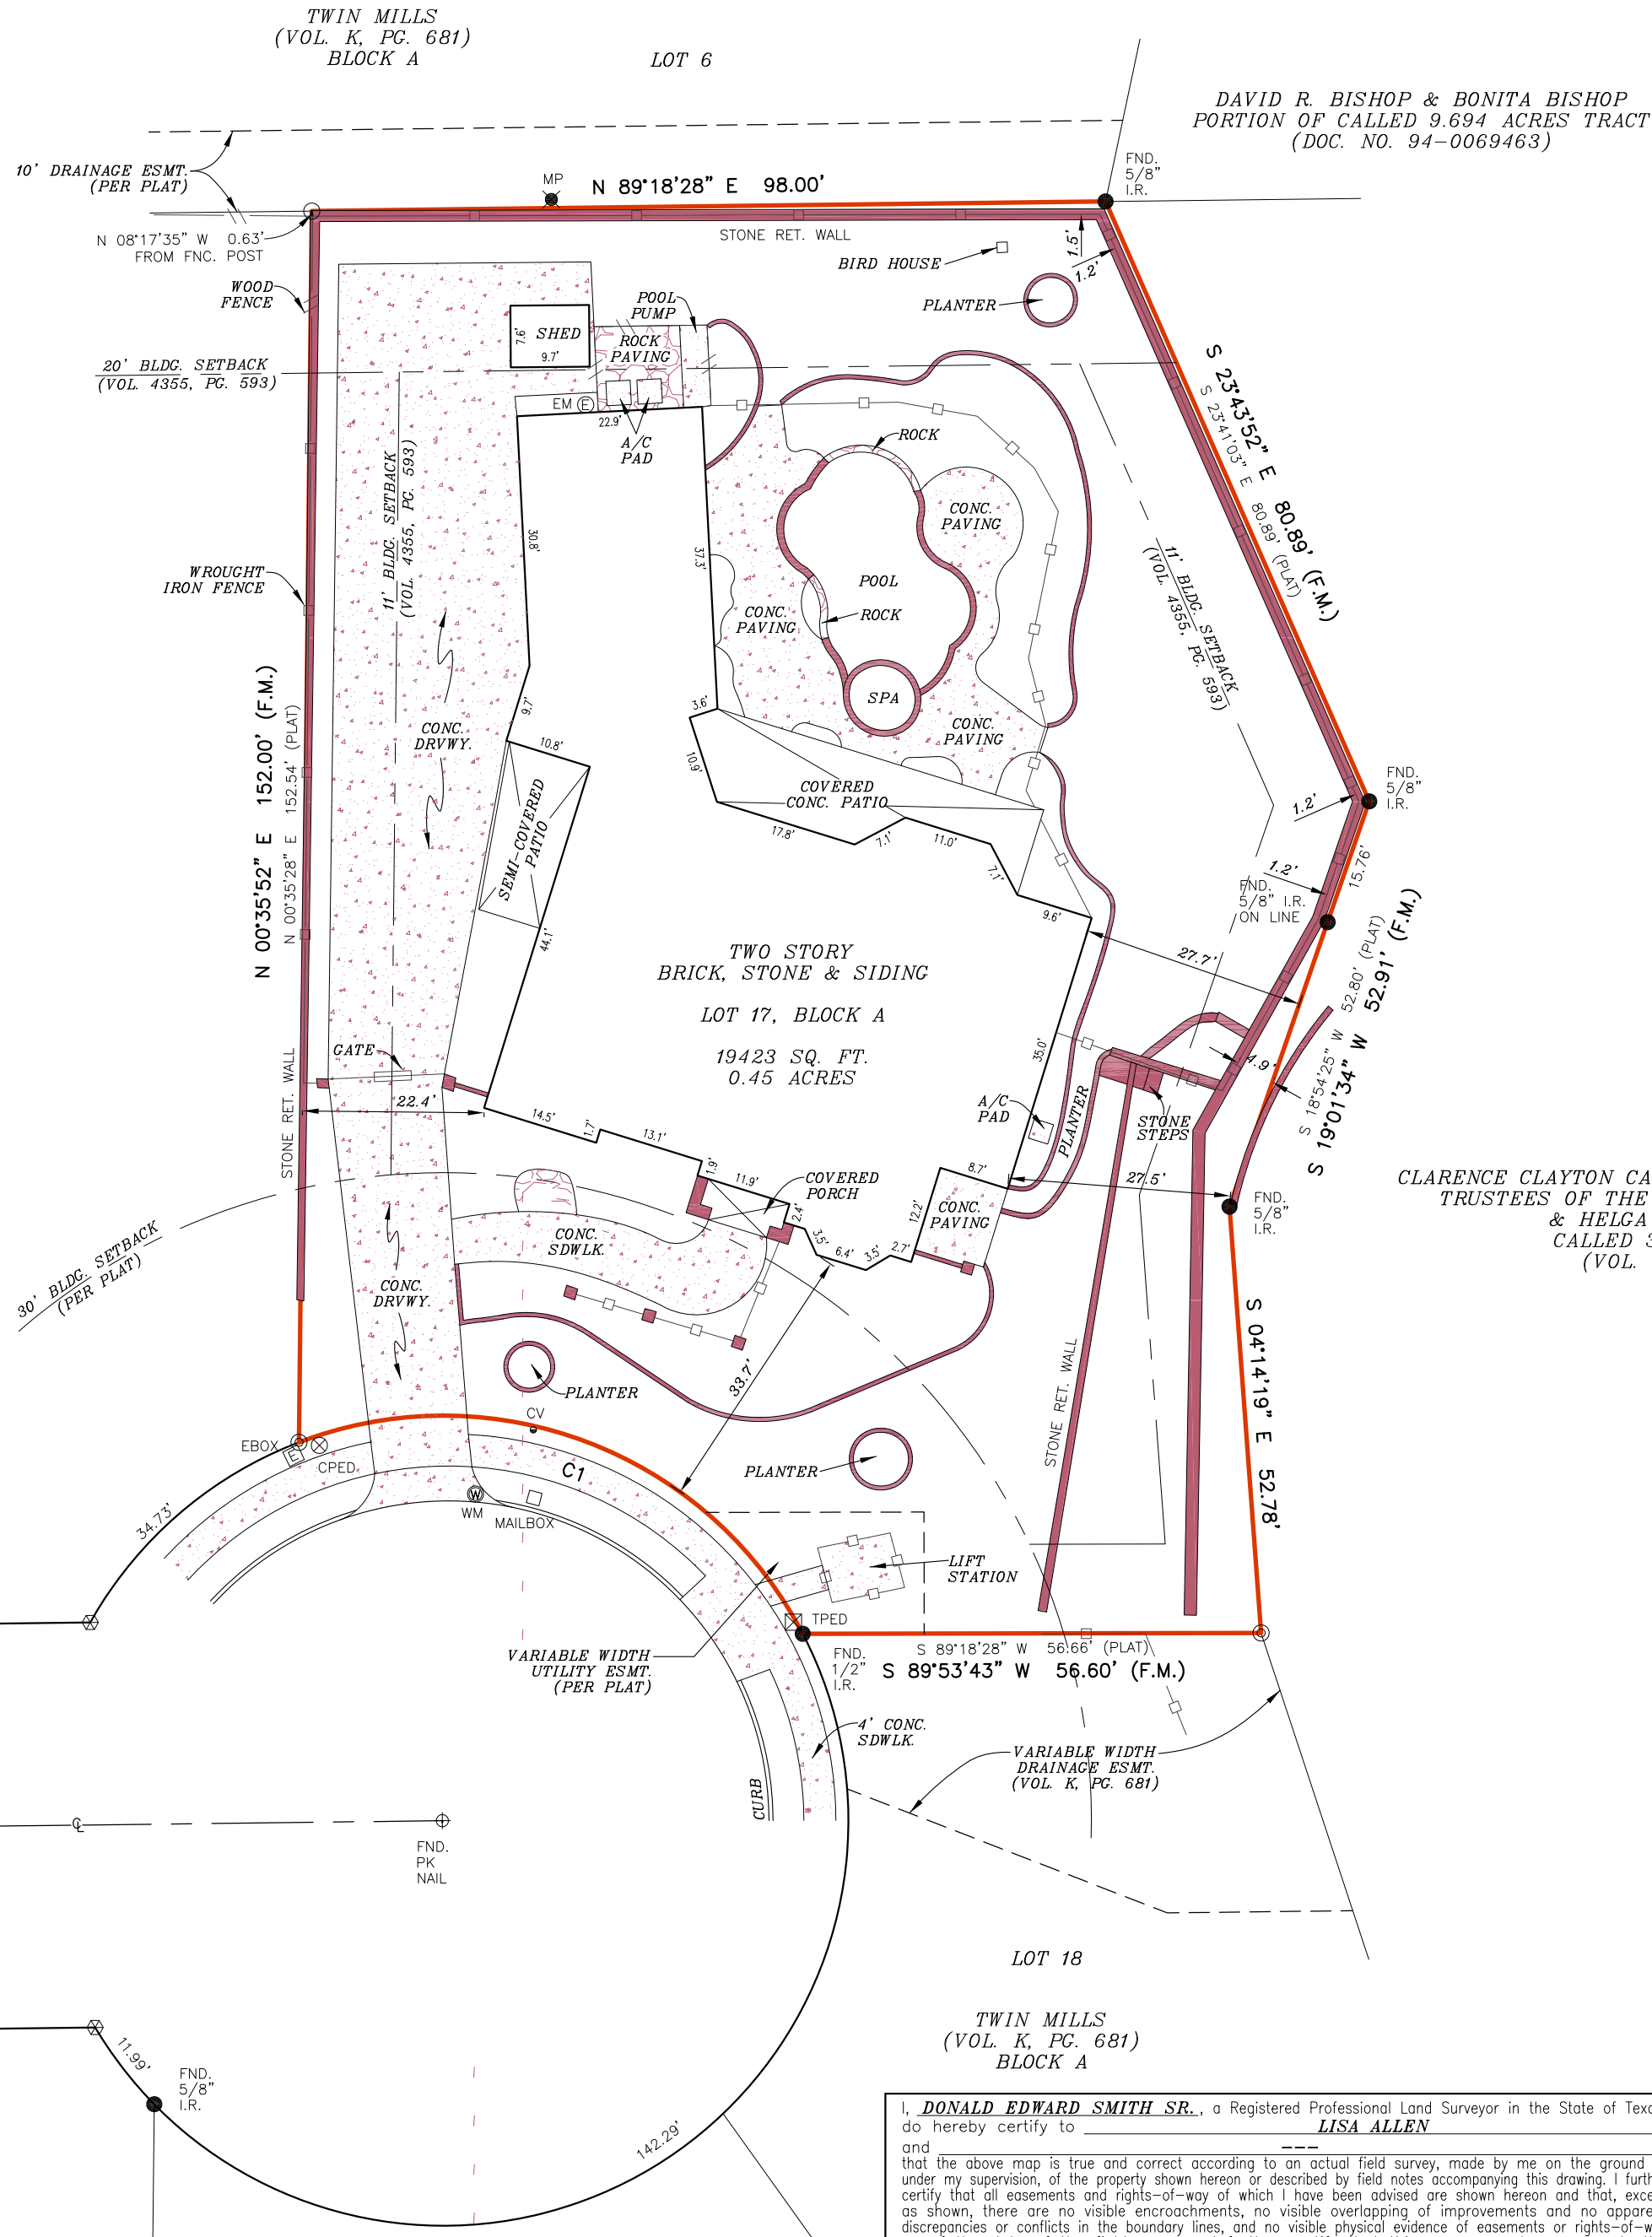 TWIN MILLS
(VOL. K, PG. 681)
BLOCK A
LOT 6
DAVID R. BISHOP & BONITA BISHOP
PORTION OF CALLED 9.694 ACRES TRACT
(DOC. NO. 94-0069463)
10' DRAINAGE ESMT.
(PER PLAT)
MP
N 89°18'28" E 98.00'
FND.
5/8"
I.R.
N 08°17'35" W 0.63'
FROM FNC. POST
STONE RET. WALL
1.5'
1.2'
BIRD HOUSE
WOOD
FENCE
POOL
PUMP
PLANTER
SHED
7.6'
9.7'
ROCK
PAVING
20' BLDG. SETBACK
(VOL. 4355, PG. 593)
S 23°43'52" E 80.89' (F.M.)
S 23°41'03" E 80.89' (PLAT)
EM
E
22.9'
A/C
PAD
ROCK
11' BLDG. SETBACK
(VOL. 4355, PG. 593)
30.8'
37.3'
CONC.
PAVING
11' BLDG. SETBACK
(VOL. 4355, PG. 593)
WROUGHT
IRON FENCE
POOL
CONC.
PAVING
ROCK
N 00°35'52" E 152.00' (F.M.)
N 00°35'28" E 152.54' (PLAT)
SPA
9.7'
3.6'
CONC.
DRVWY.
10.8'
CONC.
PAVING
10.9'
COVERED
CONC. PATIO
FND.
5/8"
I.R.
1.2'
SEMI-COVERED
PATIO
17.8'
7.1'
11.0'
7.1'
1.2'
15.76'
FND.
5/8" I.R.
ON LINE
9.6'
44.1'
27.7'
TWO STORY
BRICK, STONE & SIDING
LOT 17, BLOCK A
19423 SQ. FT.
0.45 ACRES
S 18°54'25" W 52.80' (PLAT)
S 19°01'34" W 52.91' (F.M.)
GATE
35.0'
4.9'
STONE RET. WALL
22.4'
14.5'
1.7'
13.1'
A/C
PAD
PLANTER
STONE
STEPS
1.9'
11.9'
COVERED
PORCH
8.7'
27.5'
CLARENCE CLAYTON CA
TRUSTEES OF THE
& HELGA
CALLED 3
(VOL.
FND.
5/8"
I.R.
2.4'
12.2'
CONC.
PAVING
CONC.
SDWLK.
3.5'
6.4'
3.5'
2.7'
30' BLDG. SETBACK
(PER PLAT)
CONC.
DRVWY.
S 04°14'19" E 52.78'
33.7'
STONE RET. WALL
PLANTER
CV
EBOX
E
CPED
C1
PLANTER
W
WM
MAILBOX
34.73'
LIFT
STATION
TPED
VARIABLE WIDTH
UTILITY ESMT.
(PER PLAT)
FND.
1/2"
I.R.
S 89°18'28" W 56.66' (PLAT)
S 89°53'43" W 56.60' (F.M.)
4' CONC.
SDWLK.
VARIABLE WIDTH
DRAINAGE ESMT.
(VOL. K, PG. 681)
CURB
FND.
PK
NAIL
LOT 18
TWIN MILLS
(VOL. K, PG. 681)
BLOCK A
11.99'
FND.
5/8"
I.R.
142.29'
I, DONALD EDWARD SMITH SR., a Registered Professional Land Surveyor in the State of Texa
do hereby certify to LISA ALLEN
and ---
that the above map is true and correct according to an actual field survey, made by me on the ground
under my supervision, of the property shown hereon or described by field notes accompanying this drawing. I furth
certify that all easements and rights-of-way of which I have been advised are shown hereon and that, exce
as shown, there are no visible encroachments, no visible overlapping of improvements and no appare
discrepancies or conflicts in the boundary lines, and no visible physical evidence of easements or rights-of-w